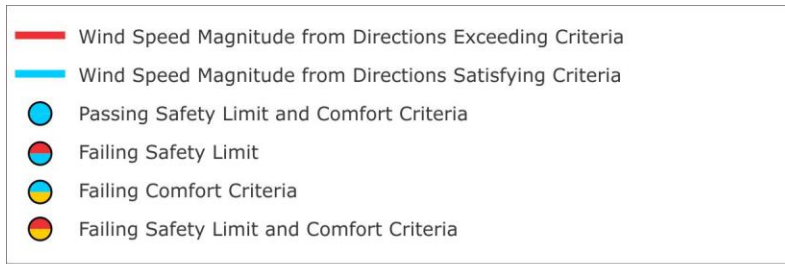 Wind Speed Magnitude from Directions Exceeding Criteria
Wind Speed Magnitude from Directions Satisfying Criteria
Passing Safety Limit and Comfort Criteria
Failing Safety Limit
Failing Comfort Criteria
Failing Safety Limit and Comfort Criteria